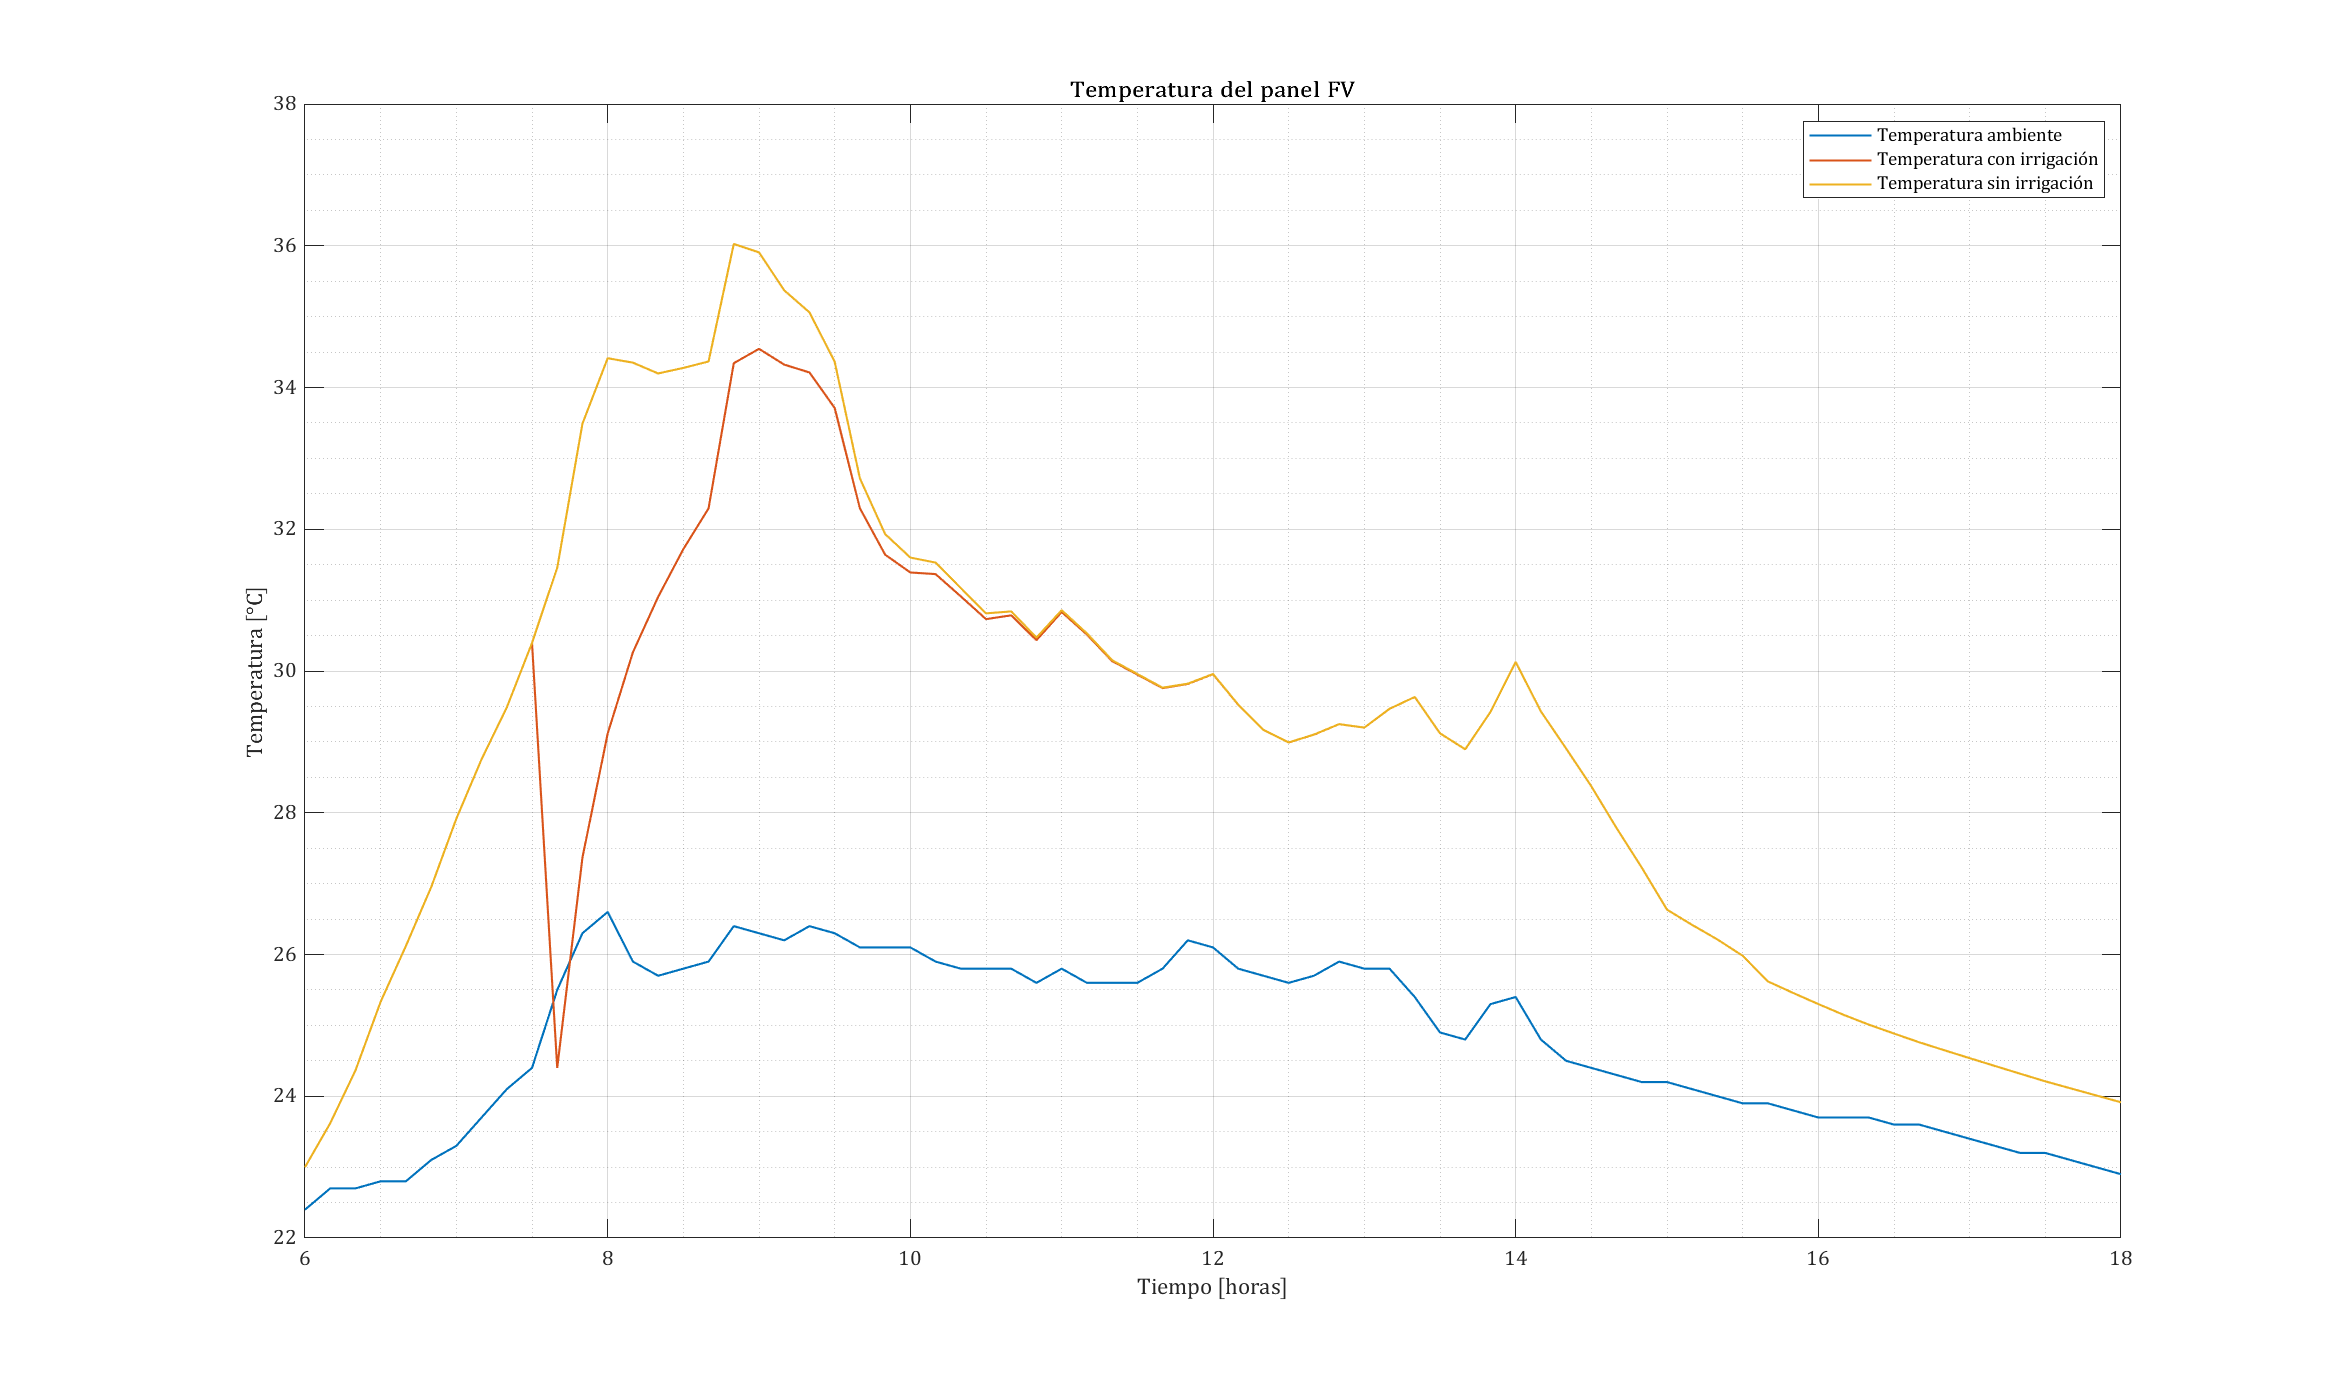 Temperatura del panel FV
38
36
34
32
30
28
26
24
22
Temperatura ambiente
Temperatura con irrigación
Temperatura sin irrigación
Temperatura [°C]
6 8 10 12 14 16 18
Tiempo [horas]